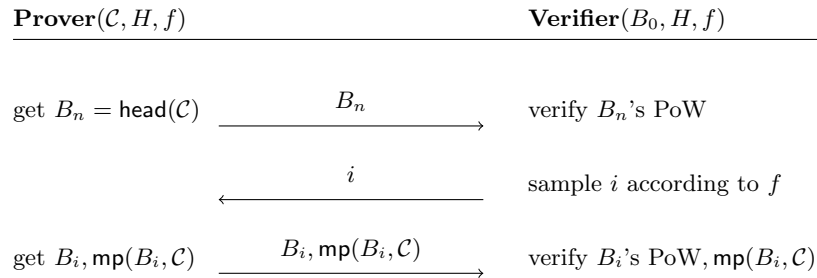 Prover(𝒞, H, f) Verifier(B₀, H, f)
get Bₙ = head(𝒞) Bₙ verify Bₙ's PoW
i sample i according to f
get Bᵢ, mp(Bᵢ, 𝒞) Bᵢ, mp(Bᵢ, 𝒞) verify Bᵢ's PoW, mp(Bᵢ, 𝒞)